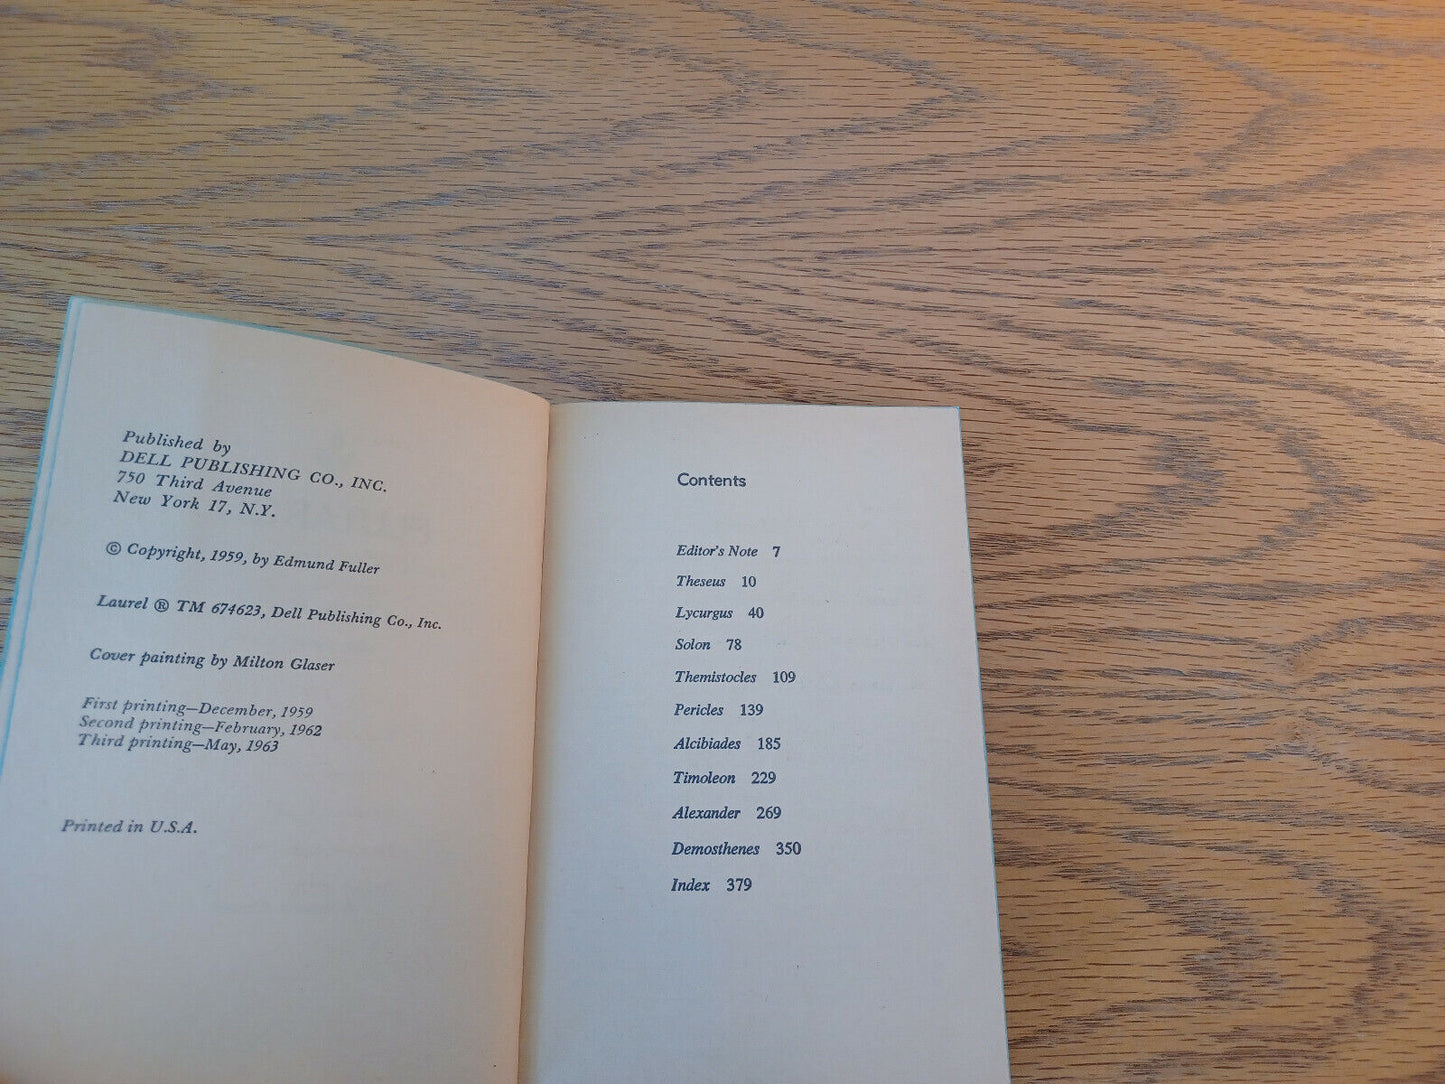 Published by
DELL PUBLISHING CO., INC.
750 Third Avenue
New York 17, N.Y.
© Copyright, 1959, by Edmund Fuller
Laurel ® TM 674623, Dell Publishing Co., Inc.
Cover painting by Milton Glaser
First printing—December, 1959
Second printing—February, 1962
Third printing—May, 1963
Printed in U.S.A.
Contents
Editor's Note 7
Theseus 10
Lycurgus 40
Solon 78
Themistocles 109
Pericles 139
Alcibiades 185
Timoleon 229
Alexander 269
Demosthenes 350
Index 379